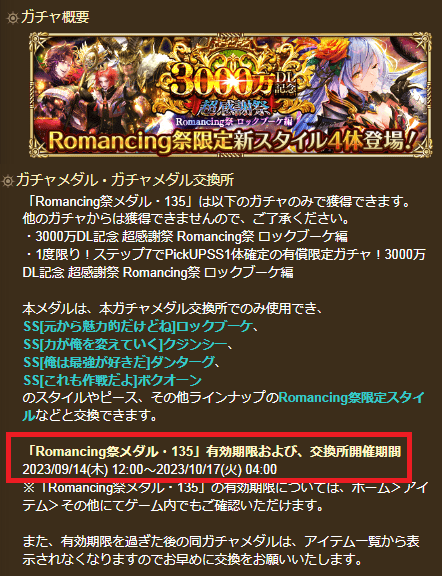 ガチャ概要
3000万DL
記念
超感謝祭
Romancing祭 ロックブーケ編
Romancing祭限定新スタイル4体登場!
ガチャメダル・ガチャメダル交換所
「Romancing祭メダル・135」は以下のガチャのみで獲得できます。
他のガチャからは獲得できませんので、ご了承ください。
・3000万DL記念 超感謝祭 Romancing祭 ロックブーケ編
・1度限り!ステップ7でPickUPSS1体確定の有償限定ガチャ!3000万
DL記念 超感謝祭 Romancing祭 ロックブーケ編
本メダルは、本ガチャメダル交換所でのみ使用でき、
SS[元から魅力的だけどね]ロックブーケ、
SS[力が俺を変えていく]クジンシー、
SS[俺は最強が好きだ]ダンターグ、
SS[これも作戦だよ]ボクオーン
のスタイルやピース、その他ラインナップのRomancing祭限定スタイ
ルなどと交換できます。
「Romancing祭メダル・135」有効期限および、交換所開催期間
2023/09/14(木) 12:00～2023/10/17(火) 04:00
※「Romancing祭メダル・135」の有効期限については、ホーム＞アイ
テム＞その他にてゲーム内でもご確認いただけます。
また、有効期限を過ぎた後の同ガチャメダルは、アイテム一覧から表
示されなくなりますのでお早めに交換をお願いいたします。